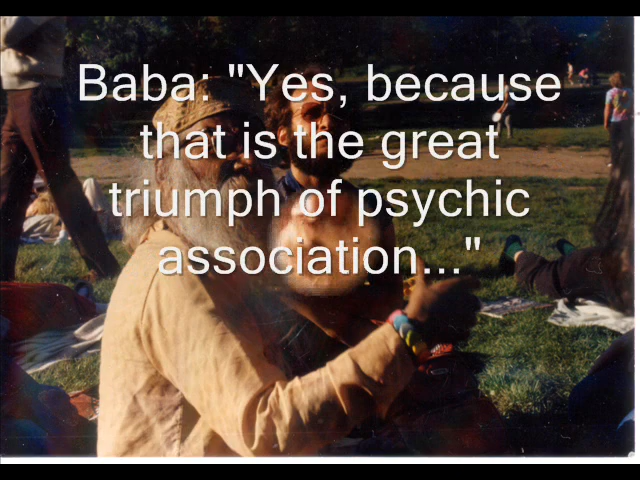 Baba: "Yes, because
that is the great
triumph of psychic
association..."